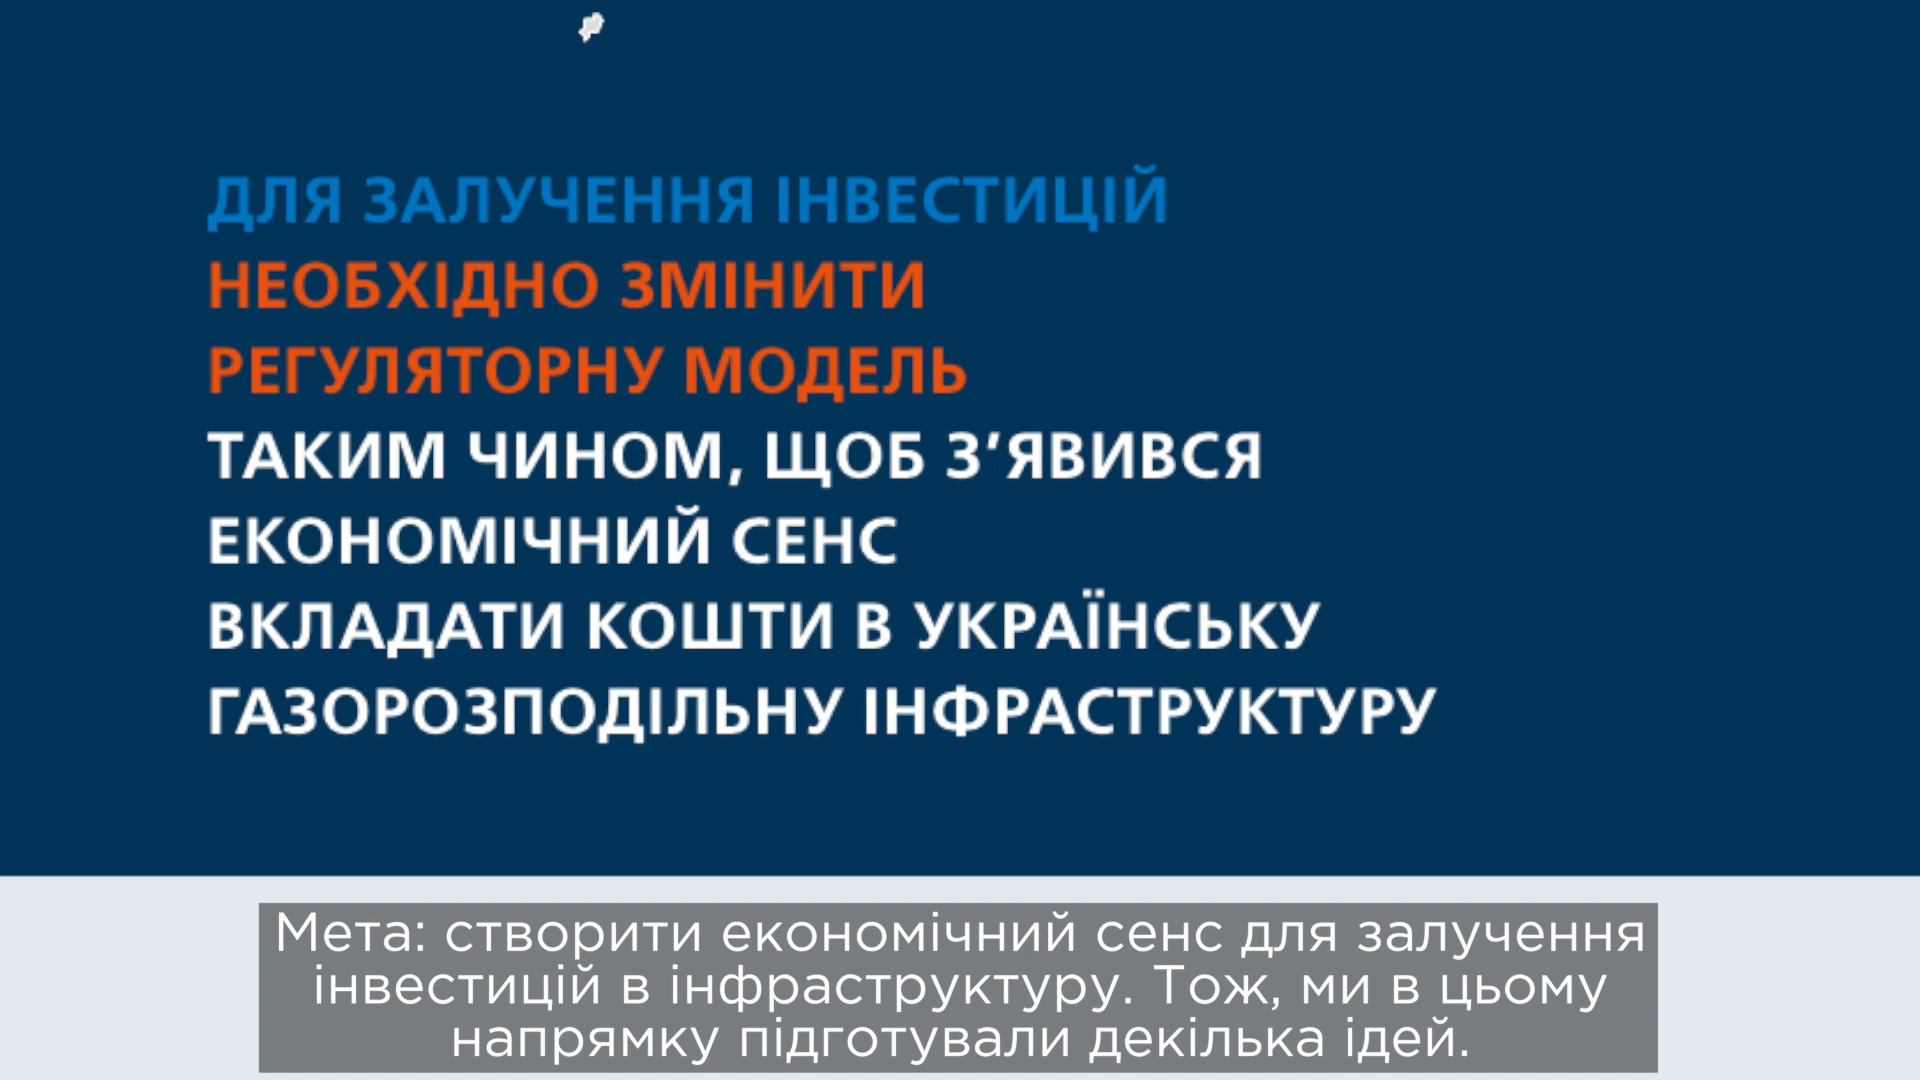 ДЛЯ ЗАЛУЧЕННЯ ІНВЕСТИЦІЙ
НЕОБХІДНО ЗМІНИТИ
РЕГУЛЯТОРНУ МОДЕЛЬ
ТАКИМ ЧИНОМ, ЩОБ З’ЯВИВСЯ
ЕКОНОМІЧНИЙ СЕНС
ВКЛАДАТИ КОШТИ В УКРАЇНСЬКУ
ГАЗОРОЗПОДІЛЬНУ ІНФРАСТРУКТУРУ
Мета: створити економічний сенс для залучення
інвестицій в інфраструктуру. Тож, ми в цьому
напрямку підготували декілька ідей.